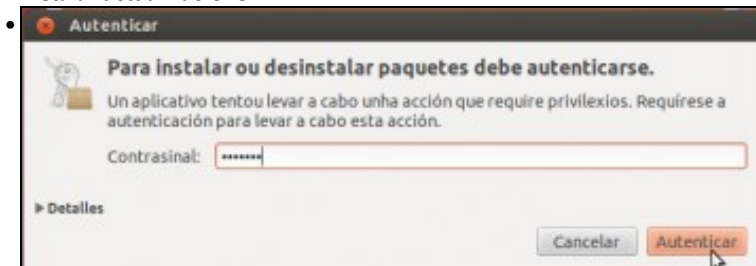 Autenticar
Para instalar ou desinstalar paquetes debe autenticarse.
Un aplicativo tentou levar a cabo unha acción que require privilexios. Requírese a
autenticación para levar a cabo esta acción.
Contrasinal: •••••••
Detalles
Cancelar Autenticar